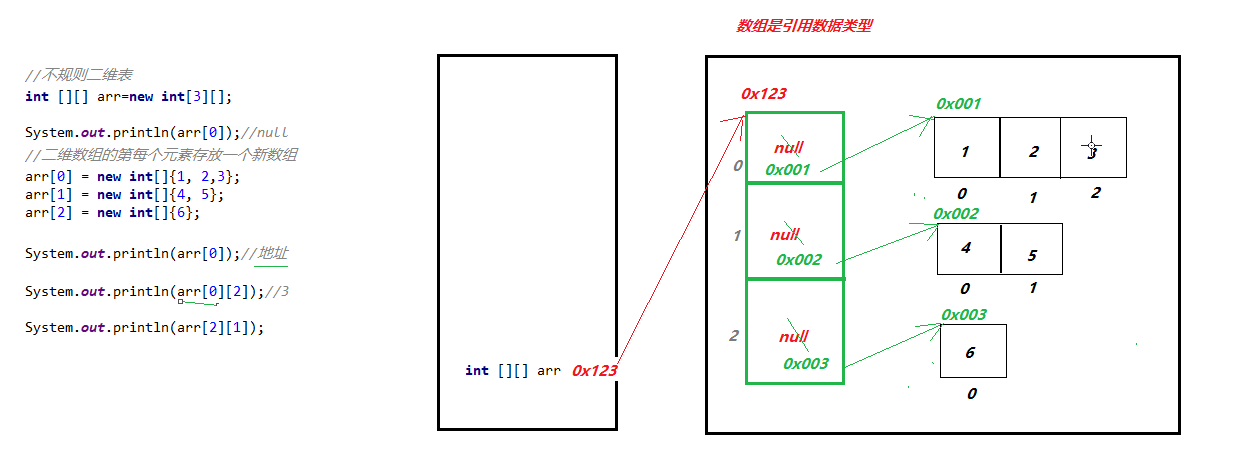 //不规则二维表
int [][] arr=new int[3][];
System.out.println(arr[0]);//null
//二维数组的第每个元素存放一个新数组
arr[0] = new int[]{1, 2,3};
arr[1] = new int[]{4, 5};
arr[2] = new int[]{6};
System.out.println(arr[0]);//地址
System.out.println(arr[0][2]);//3
System.out.println(arr[2][1]);
int [][] arr 0x123
数组是引用数据类型
0x123
0
null
0x001
1
null
0x002
2
null
0x003
0x001
1 2 3
0 1 2
0x002
4 5
0 1
0x003
6
0